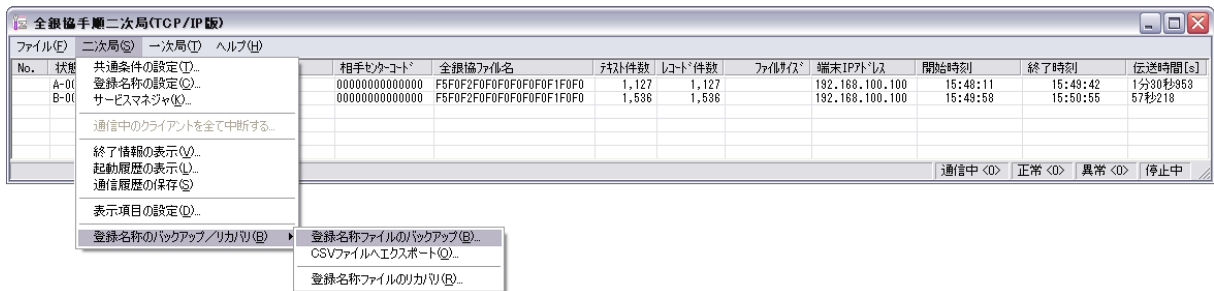 全銀協手順二次局(TCP/IP版)
ファイル(F) 二次局(S) 一次局(T) ヘルプ(H)
No. 状態 相手センターコード 全銀協ファイル名 テキスト件数 レコード件数 ファイルサイズ 端末IPアドレス 開始時刻 終了時刻 伝送時間[s]
A-00 00000000000000 F5F0F2F0F0F0F0F0F1F0F0 1,127 1,127 192.168.100.100 15:48:11 15:49:42 1分30秒953
B-00 00000000000000 F5F0F2F0F0F0F0F0F1F0F0 1,536 1,536 192.168.100.100 15:49:58 15:50:55 57秒218
共通条件の設定(T)...
登録名称の設定(C)...
サービスマネジャ(K)...
通信中のクライアントを全て中断する...
終了情報の表示(V)...
起動履歴の表示(L)...
通信履歴の保存(S)
表示項目の設定(D)...
登録名称のバックアップ/リカバリ(B)
通信中 <0> 正常 <0> 異常 <0> 停止中
登録名称ファイルのバックアップ(B)...
CSVファイルへエクスポート(O)...
登録名称ファイルのリカバリ(R)...